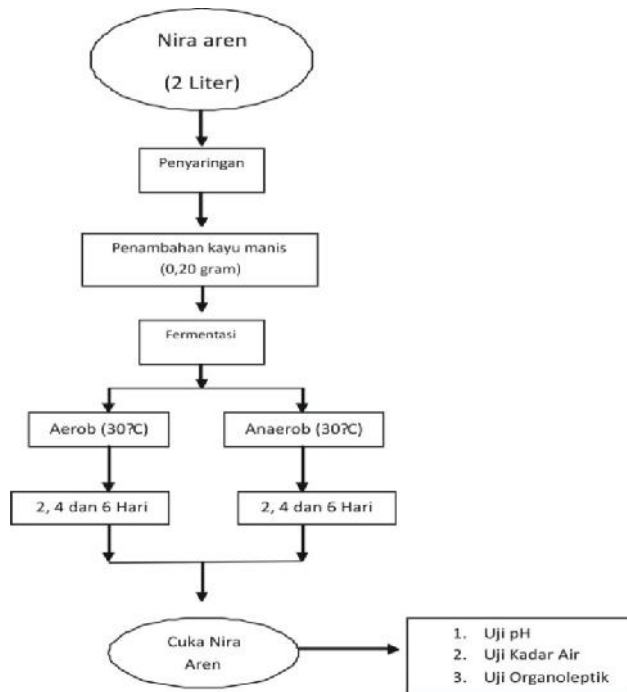 Nira aren
(2 Liter)
Penyaringan
Penambahan kayu manis
(0,20 gram)
Fermentasi
Aerob (30?C)
Anaerob (30?C)
2, 4 dan 6 Hari
2, 4 dan 6 Hari
Cuka Nira
Aren
1. Uji pH
2. Uji Kadar Air
3. Uji Organoleptik